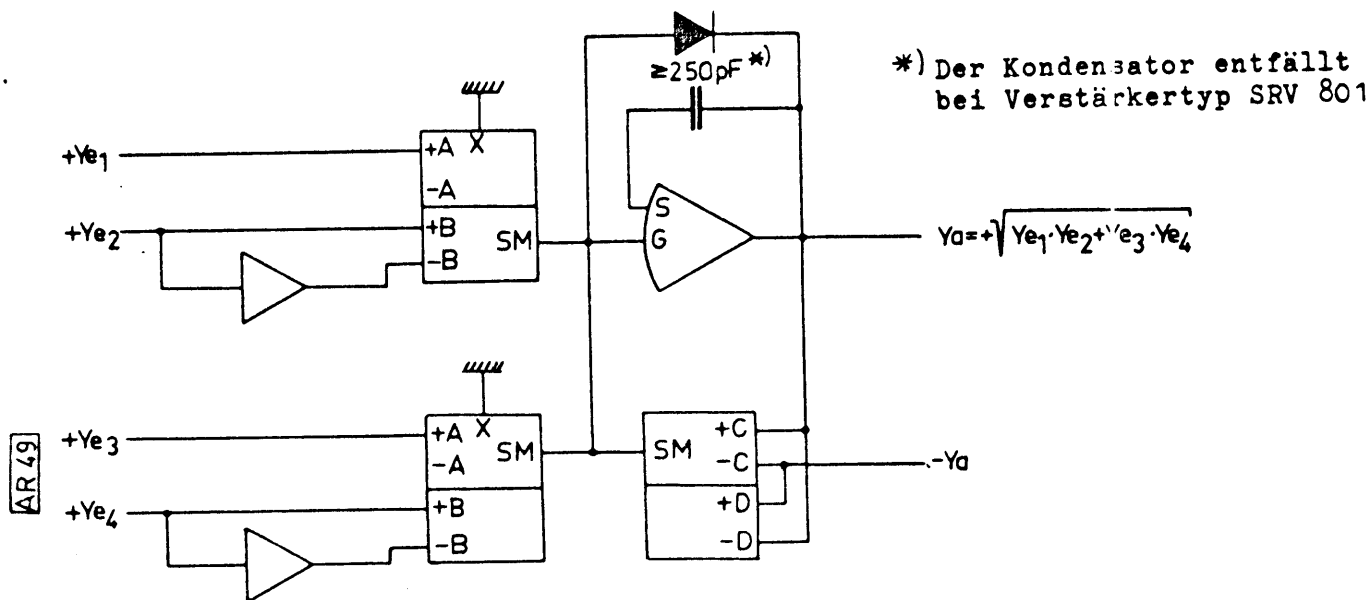 ≥250pF*)
*) Der Kondensator entfällt
bei Verstärkertyp SRV 801
+Ye1
+A X
-A
+Ye2
+B
SM
-B
S
G
Ya=+√Ye1·Ye2+Ye3·Ye4
AR 49
+Ye3
+A X
SM
-A
+Ye4
+B
-B
SM
+C
-C
+D
-D
-Ya